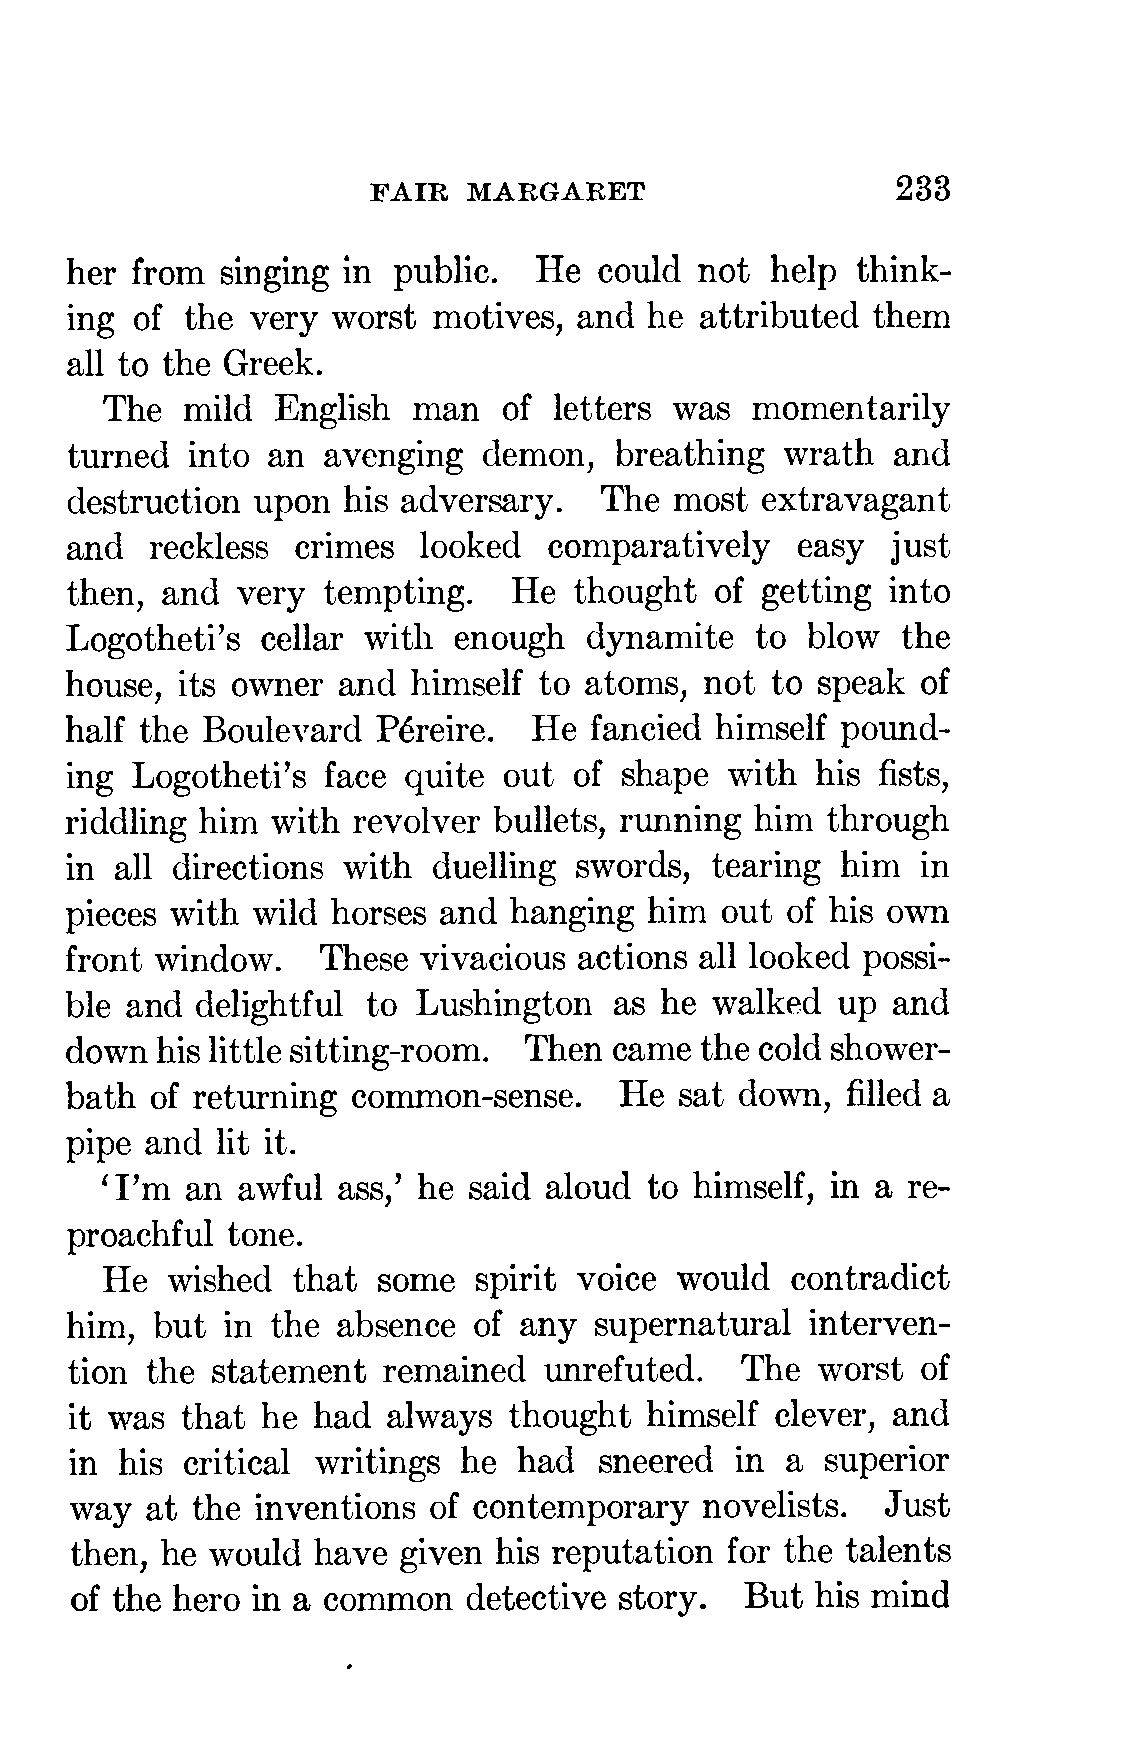 FAIR MARGARET 233
her from singing in public. He could not help think-
ing of the very worst motives, and he attributed them
all to the Greek.
The mild English man of letters was momentarily
turned into an avenging demon, breathing wrath and
destruction upon his adversary. The most extravagant
and reckless crimes looked comparatively easy just
then, and very tempting. He thought of getting into
Logotheti's cellar with enough dynamite to blow the
house, its owner and himself to atoms, not to speak of
half the Boulevard Péreire. He fancied himself pound-
ing Logotheti's face quite out of shape with his fists,
riddling him with revolver bullets, running him through
in all directions with duelling swords, tearing him in
pieces with wild horses and hanging him out of his own
front window. These vivacious actions all looked possi-
ble and delightful to Lushington as he walked up and
down his little sitting-room. Then came the cold shower-
bath of returning common-sense. He sat down, filled a
pipe and lit it.
'I'm an awful ass,' he said aloud to himself, in a re-
proachful tone.
He wished that some spirit voice would contradict
him, but in the absence of any supernatural interven-
tion the statement remained unrefuted. The worst of
it was that he had always thought himself clever, and
in his critical writings he had sneered in a superior
way at the inventions of contemporary novelists. Just
then, he would have given his reputation for the talents
of the hero in a common detective story. But his mind